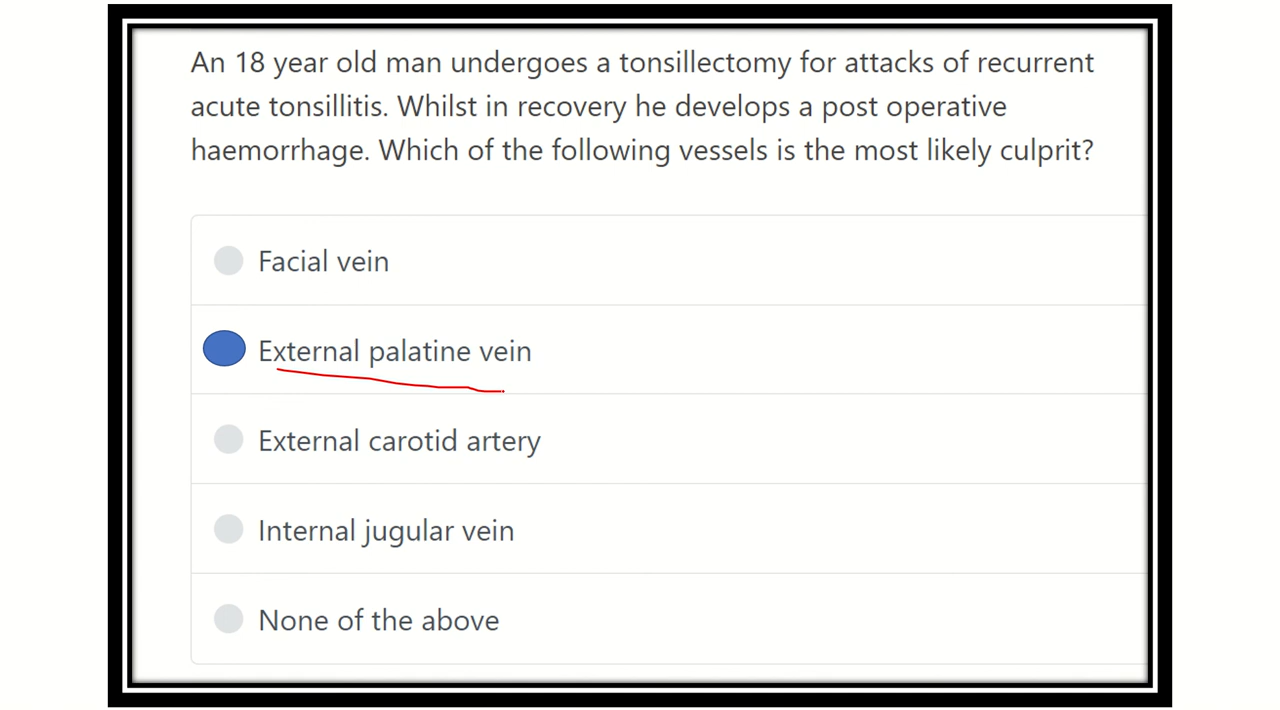 An 18 year old man undergoes a tonsillectomy for attacks of recurrent
acute tonsillitis. Whilst in recovery he develops a post operative
haemorrhage. Which of the following vessels is the most likely culprit?
Facial vein
External palatine vein
External carotid artery
Internal jugular vein
None of the above